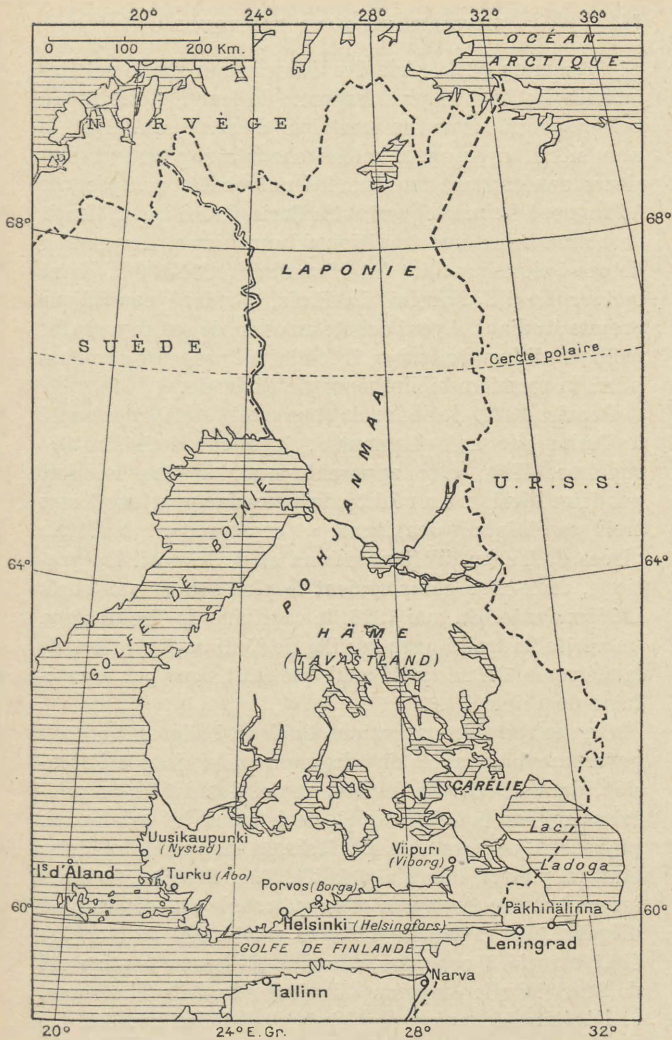 20° 24° 28° 32° 36°
0 100 200 Km.
OCÉAN
ARCTIQUE
NORVÈGE
68° 68°
LAPONIE
SUÈDE
Cercle polaire
POHJANMAA
U.R.S.S.
GOLFE DE BOTNIE
64° 64°
HÄME
(TAVASTLAND)
CARÉLIE
Lac
Ladoga
Uusikaupunki
(Nystad)
Viipuri
(Viborg)
Is d'Åland
Turku (Åbo)
Porvos (Borga)
60° 60°
Päkhinälinna
Helsinki (Helsingfors)
Leningrad
GOLFE DE FINLANDE
Narva
Tallinn
20° 24° E. Gr. 28° 32°